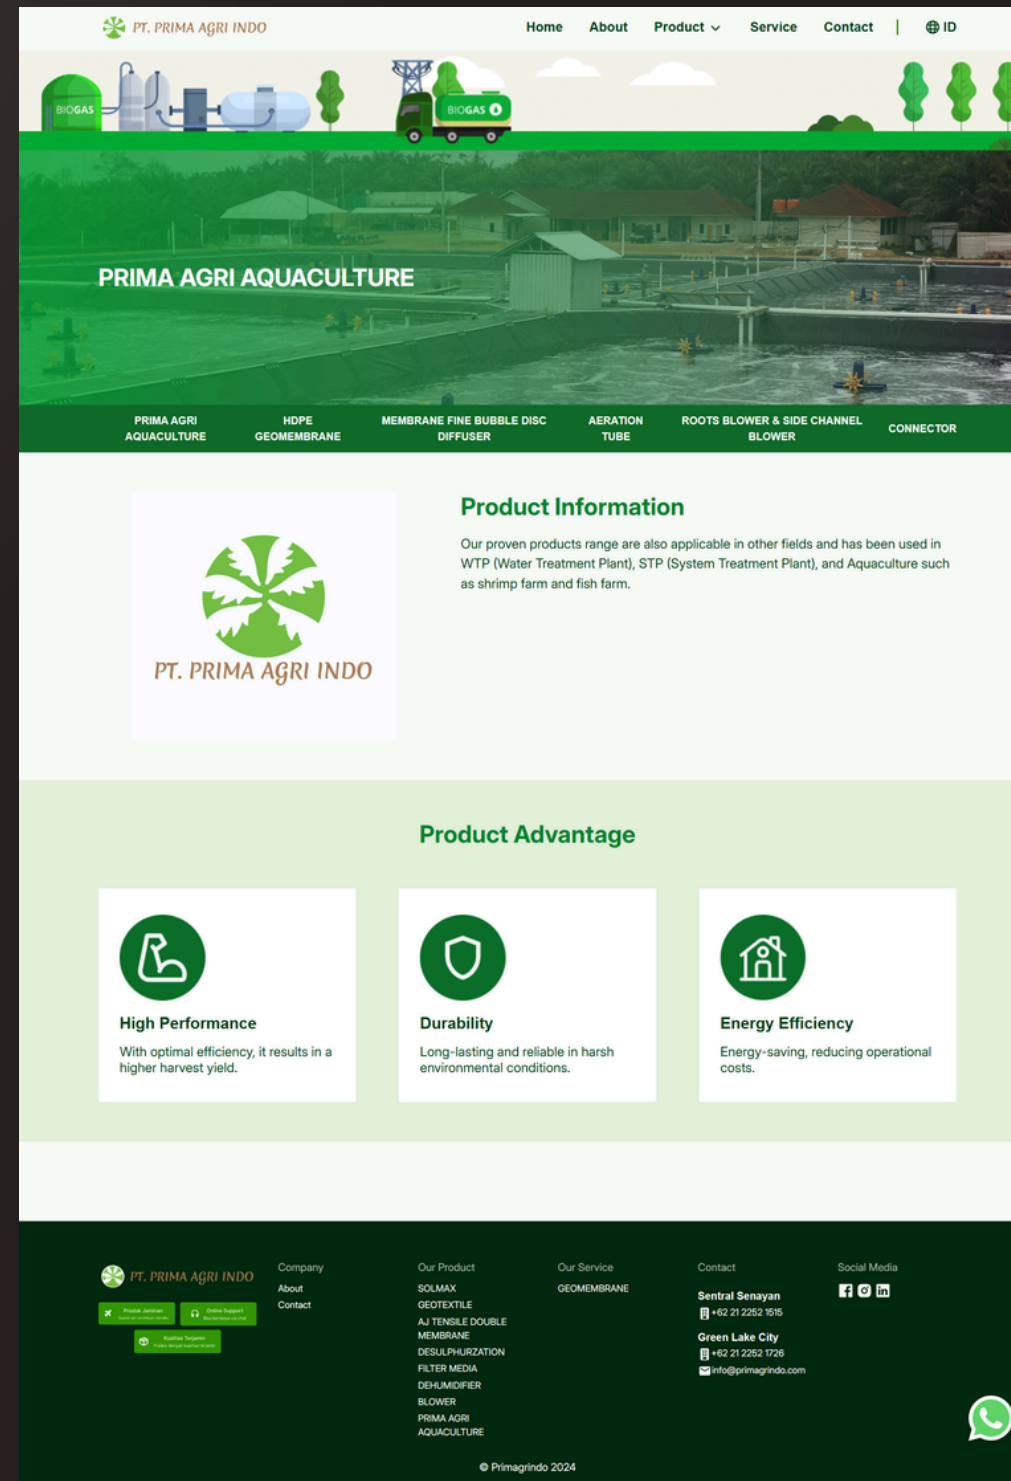 PT. PRIMA AGRI INDO
Home About Product Service Contact | ID
BIOGAS
BIOGAS
PRIMA AGRI AQUACULTURE
PRIMA AGRI
AQUACULTURE
HDPE
GEOMEMBRANE
MEMBRANE FINE BUBBLE DISC
DIFFUSER
AERATION
TUBE
ROOTS BLOWER & SIDE CHANNEL
BLOWER
CONNECTOR
PT. PRIMA AGRI INDO
Product Information
Our proven products range are also applicable in other fields and has been used in
WTP (Water Treatment Plant), STP (System Treatment Plant), and Aquaculture such
as shrimp farm and fish farm.
Product Advantage
High Performance
With optimal efficiency, it results in a
higher harvest yield.
Durability
Long-lasting and reliable in harsh
environmental conditions.
Energy Efficiency
Energy-saving, reducing operational
costs.
PT. PRIMA AGRI INDO
Produk Jaminan
Online Support
Kualitas Terjamin
Company
About
Contact
Our Product
SOLMAX
GEOTEXTILE
AJ TENSILE DOUBLE
MEMBRANE
DESULPHURZATION
FILTER MEDIA
DEHUMIDIFIER
BLOWER
PRIMA AGRI
AQUACULTURE
Our Service
GEOMEMBRANE
Contact
Sentral Senayan
+62 21 2252 1515
Green Lake City
+62 21 2252 1726
info@primagrindo.com
Social Media
© Primagrindo 2024